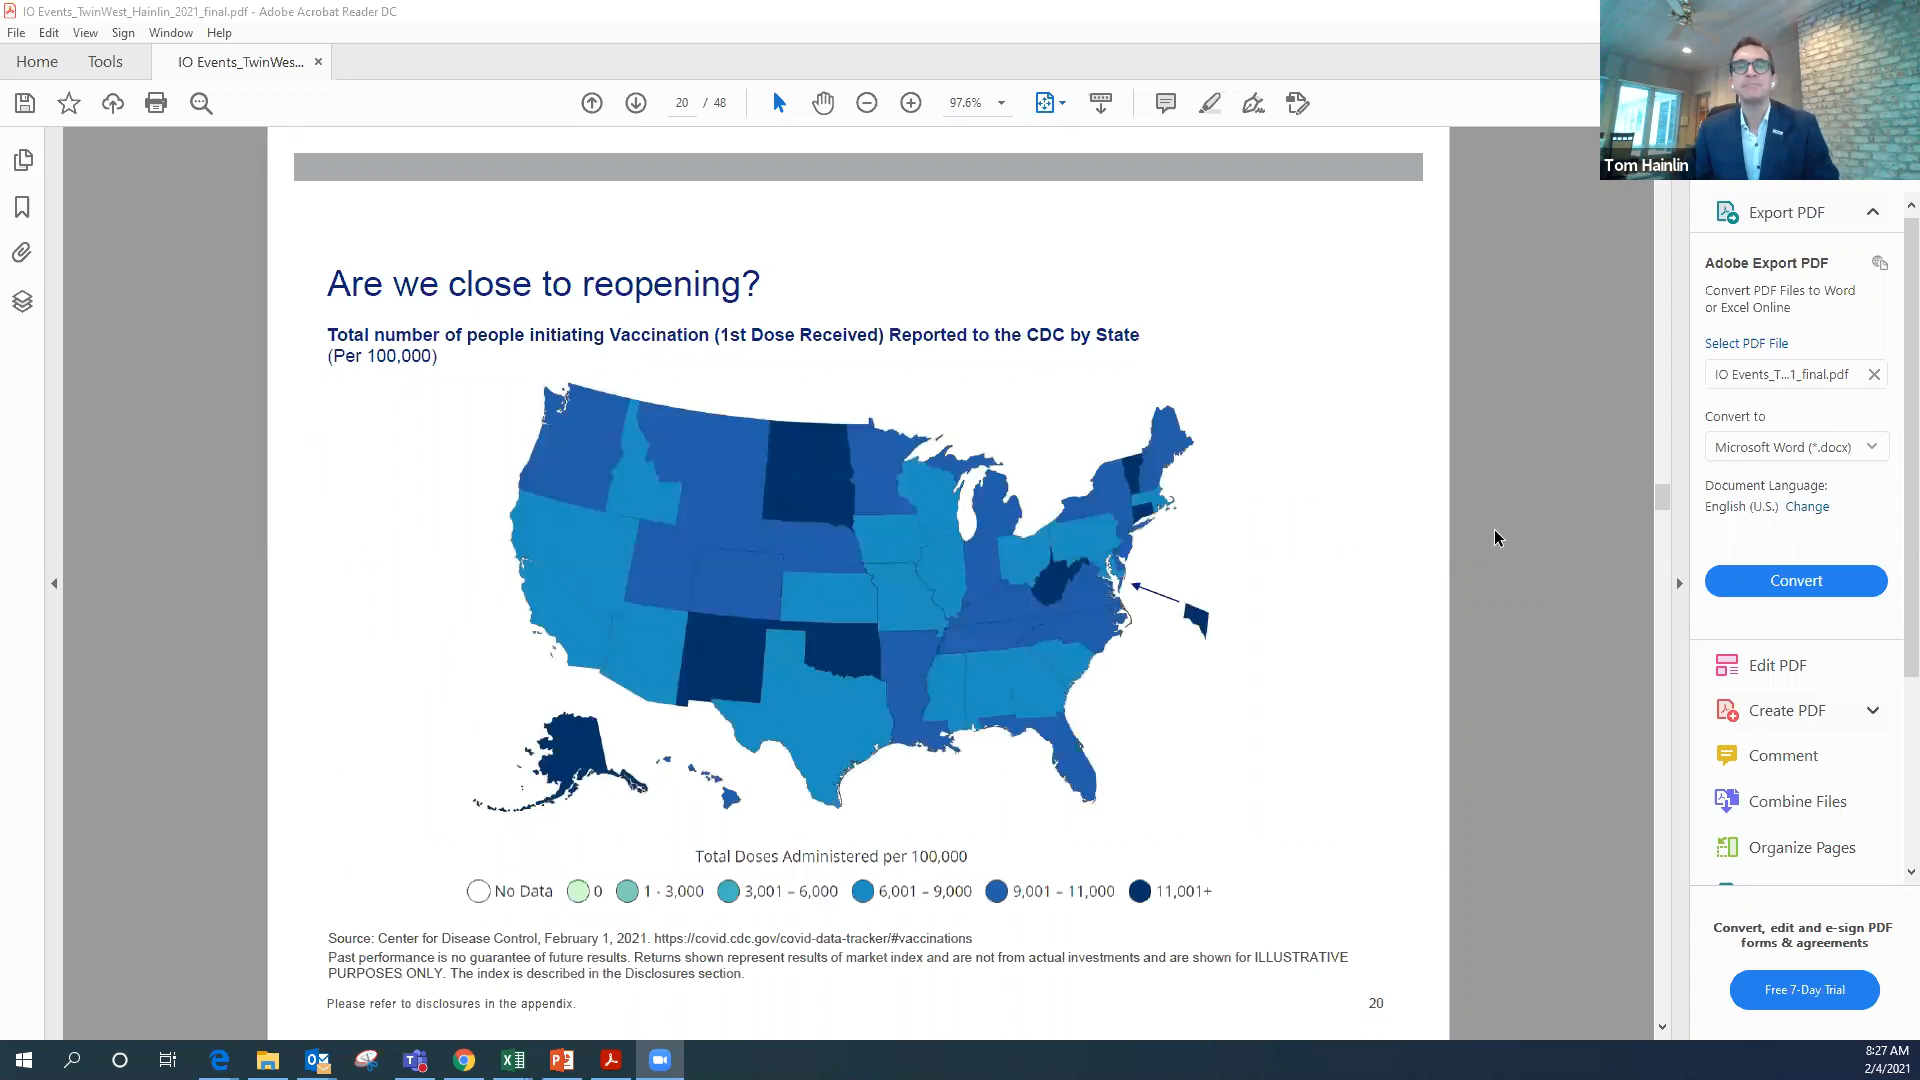 IO Events_TwinWest_Hainlin_2021_final.pdf - Adobe Acrobat Reader DC
File Edit View Sign Window Help
Home Tools IO Events_TwinWes... ×
20 / 48 97.6%
Tom Hainlin
Are we close to reopening?
Total number of people initiating Vaccination (1st Dose Received) Reported to the CDC by State
(Per 100,000)
Total Doses Administered per 100,000
No Data 0 1 - 3,000 3,001 – 6,000 6,001 – 9,000 9,001 – 11,000 11,001+
Source: Center for Disease Control, February 1, 2021. https://covid.cdc.gov/covid-data-tracker/#vaccinations
Past performance is no guarantee of future results. Returns shown represent results of market index and are not from actual investments and are shown for ILLUSTRATIVE
PURPOSES ONLY. The index is described in the Disclosures section.
Please refer to disclosures in the appendix.
20
Export PDF
Adobe Export PDF
Convert PDF Files to Word
or Excel Online
Select PDF File
IO Events_T...1_final.pdf
Convert to
Microsoft Word (*.docx)
Document Language:
English (U.S.) Change
Convert
Edit PDF
Create PDF
Comment
Combine Files
Organize Pages
Convert, edit and e-sign PDF
forms & agreements
Free 7-Day Trial
8:27 AM
2/4/2021